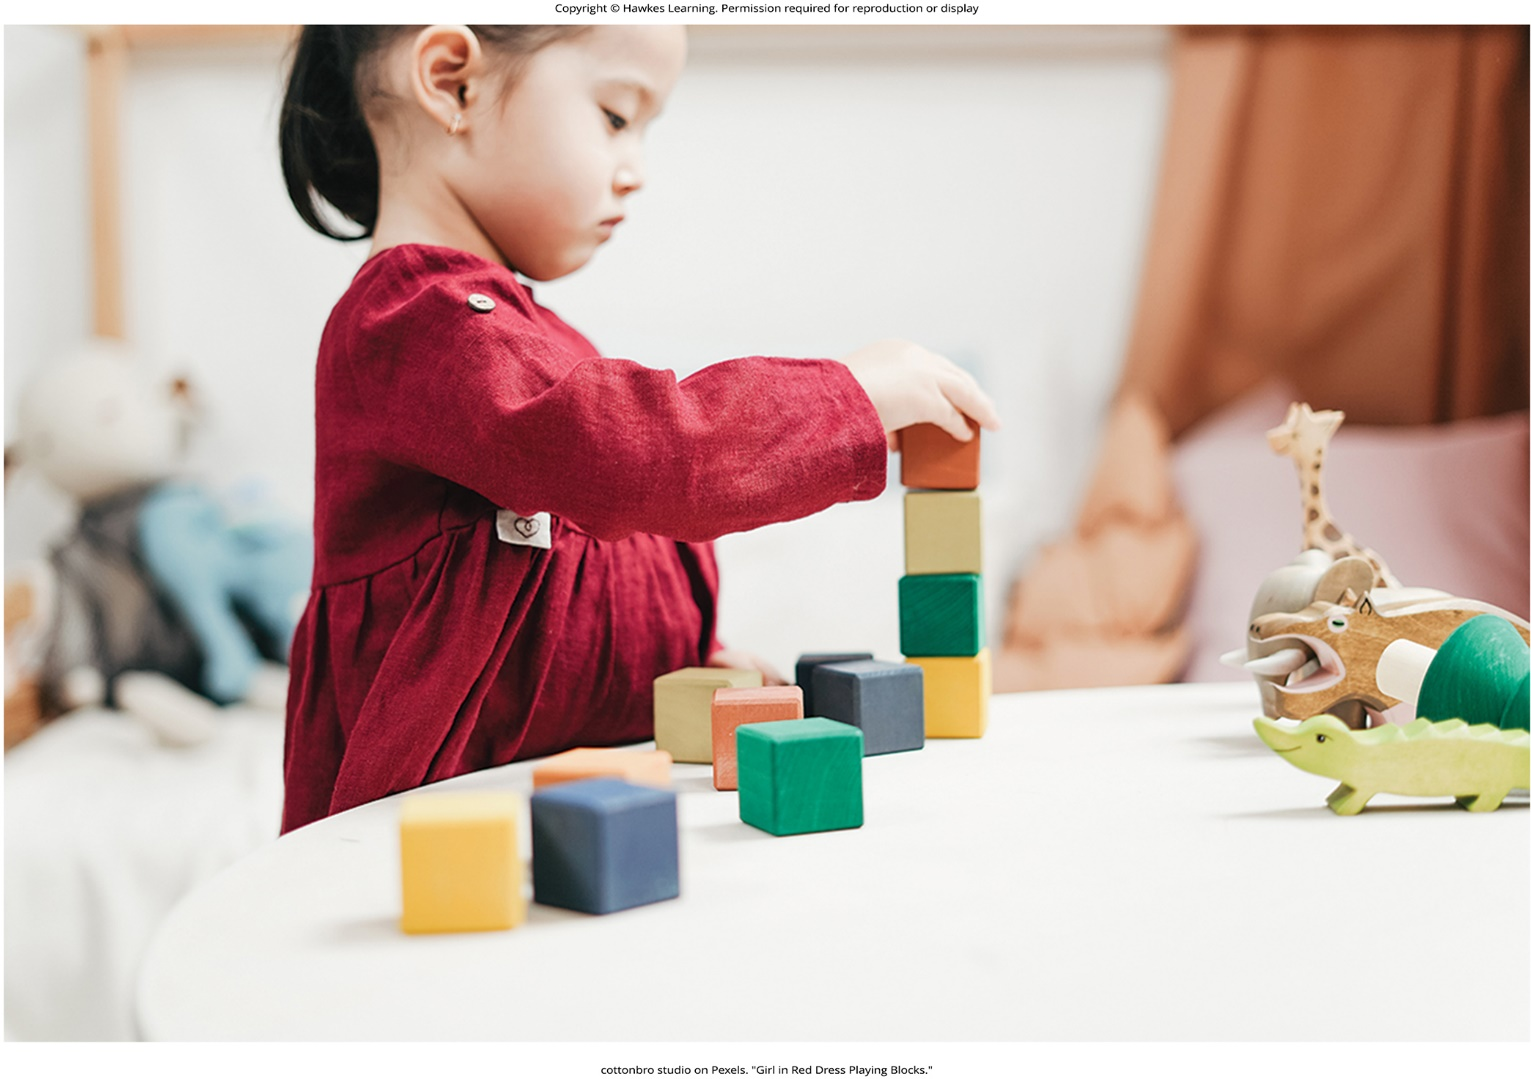 Copyright © Hawkes Learning. Permission required for reproduction or display
cottonbro studio on Pexels. "Girl in Red Dress Playing Blocks."